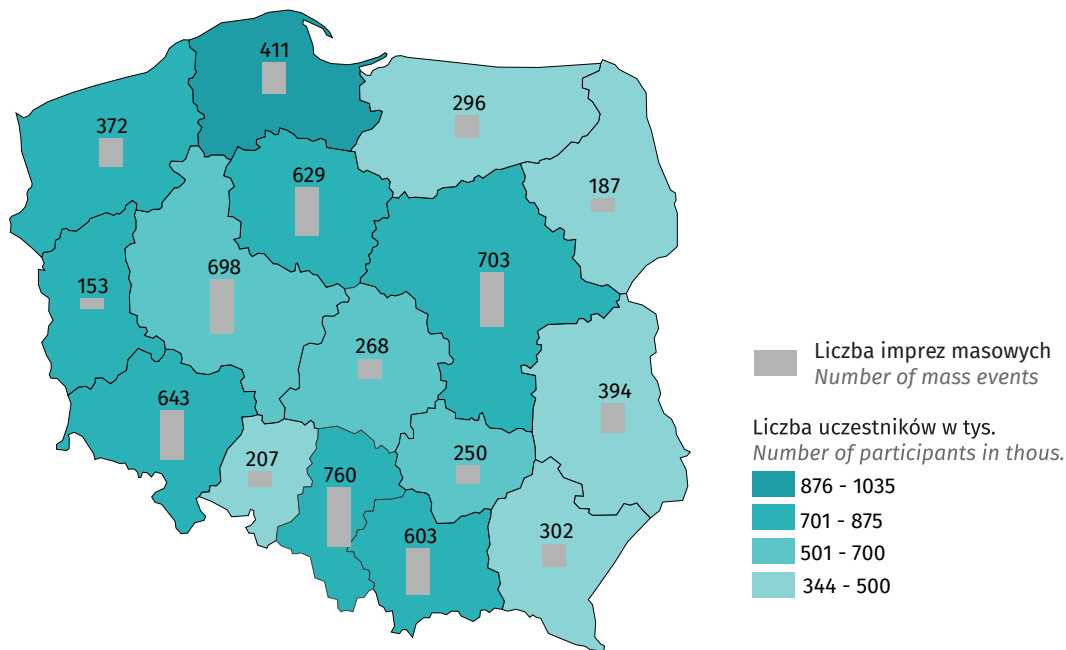 411
372
296
629
187
153
698
703
268
643
394
207
760
250
603
302
Liczba imprez masowych
Number of mass events
Liczba uczestników w tys.
Number of participants in thous.
876 - 1035
701 - 875
501 - 700
344 - 500